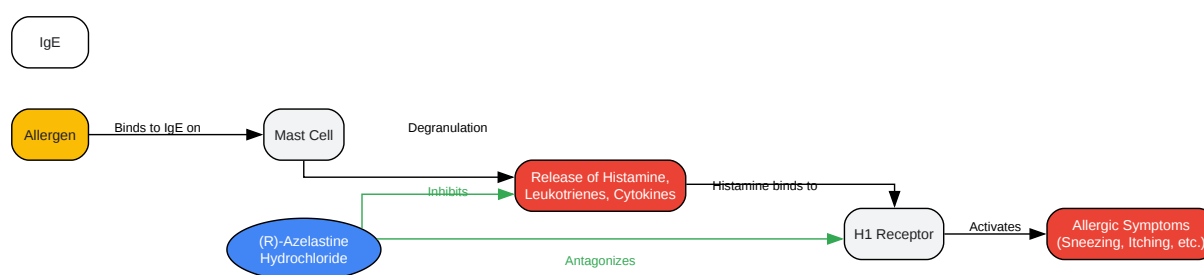 IgE
Allergen
Binds to IgE on
Mast Cell
Degranulation
Release of Histamine,
Leukotrienes, Cytokines
Inhibits
Histamine binds to
(R)-Azelastine
Hydrochloride
Antagonizes
H1 Receptor
Activates
Allergic Symptoms
(Sneezing, Itching, etc.)